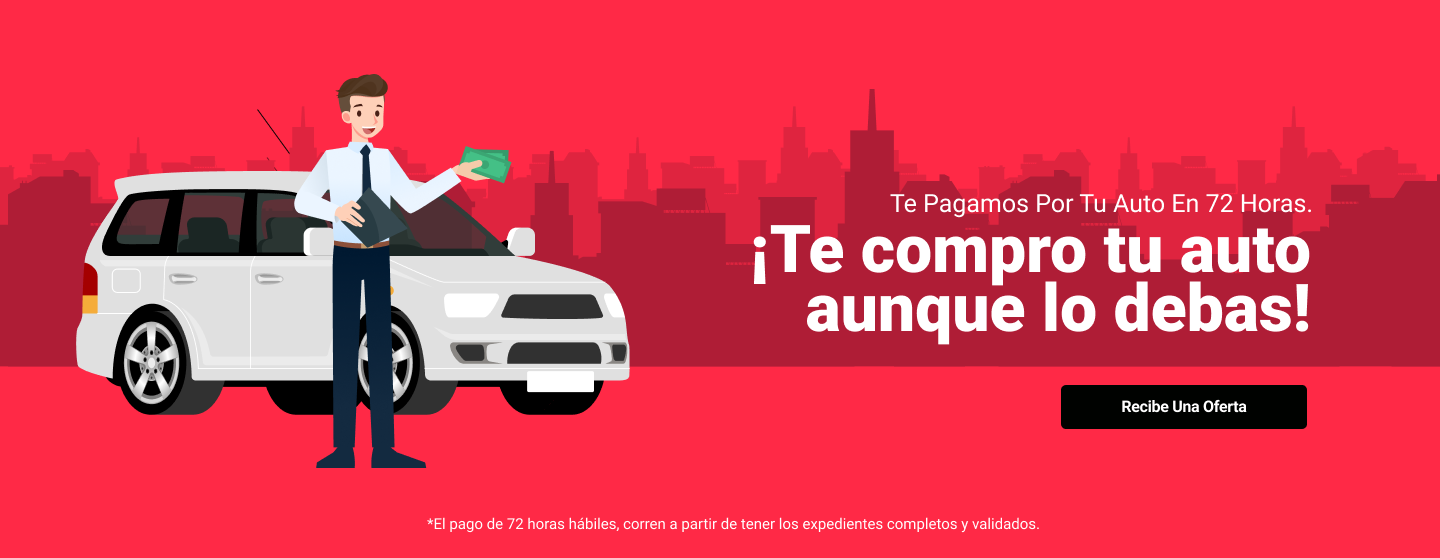 Te Pagamos Por Tu Auto En 72 Horas.
¡Te compro tu auto
aunque lo debas!
Recibe Una Oferta
*El pago de 72 horas hábiles, corren a partir de tener los expedientes completos y validados.